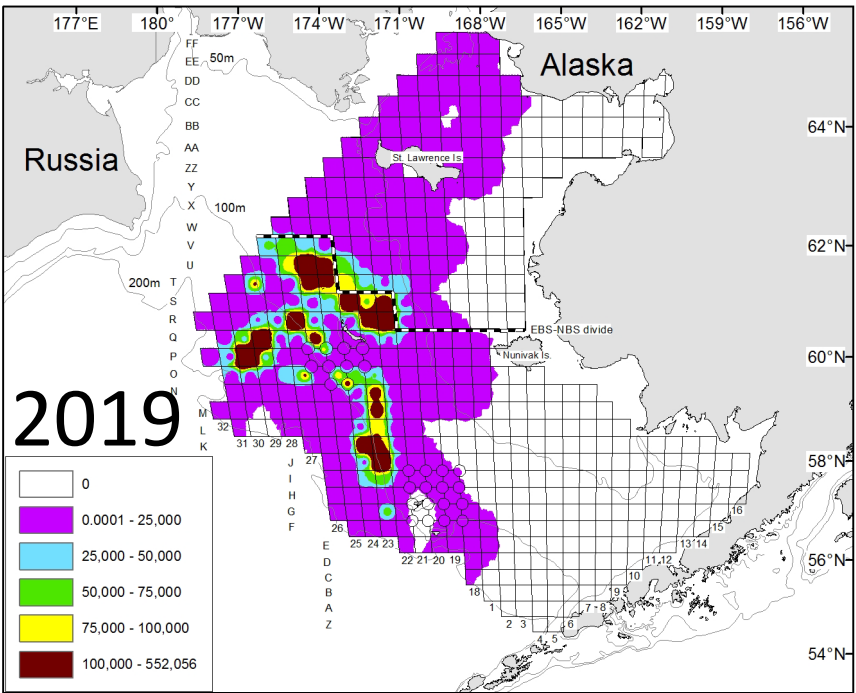 177°E 180° 177°W 174°W 171°W 168°W 165°W 162°W 159°W 156°W
FF
EE
50m
Alaska
DD
CC
BB
64°N
AA
Russia
St. Lawrence Is.
ZZ
Y
X
100m
W
V
62°N
U
200m
T
S
R
EBS-NBS divide
Q
P
60°N
Nunivak Is.
O
N
2019
M
32
L
31 30 29 28
K
27
J
58°N
I
H
G
16
F
26
15
25 24 23
13 14
E
22 21 20 19
11 12
56°N
D
10
C
18
9
B
1
7 8
A
2 3
6
Z
4 5
54°N
0
0.0001 - 25,000
25,000 - 50,000
50,000 - 75,000
75,000 - 100,000
100,000 - 552,056